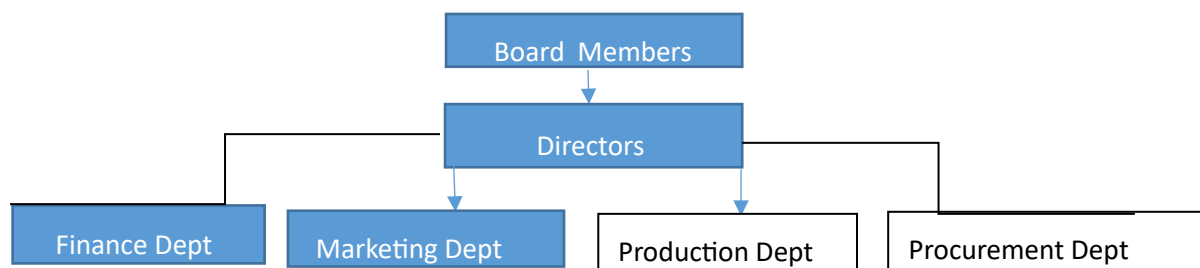 Board  Members
Directors
Finance Dept
Marketing Dept
Production Dept
Procurement Dept